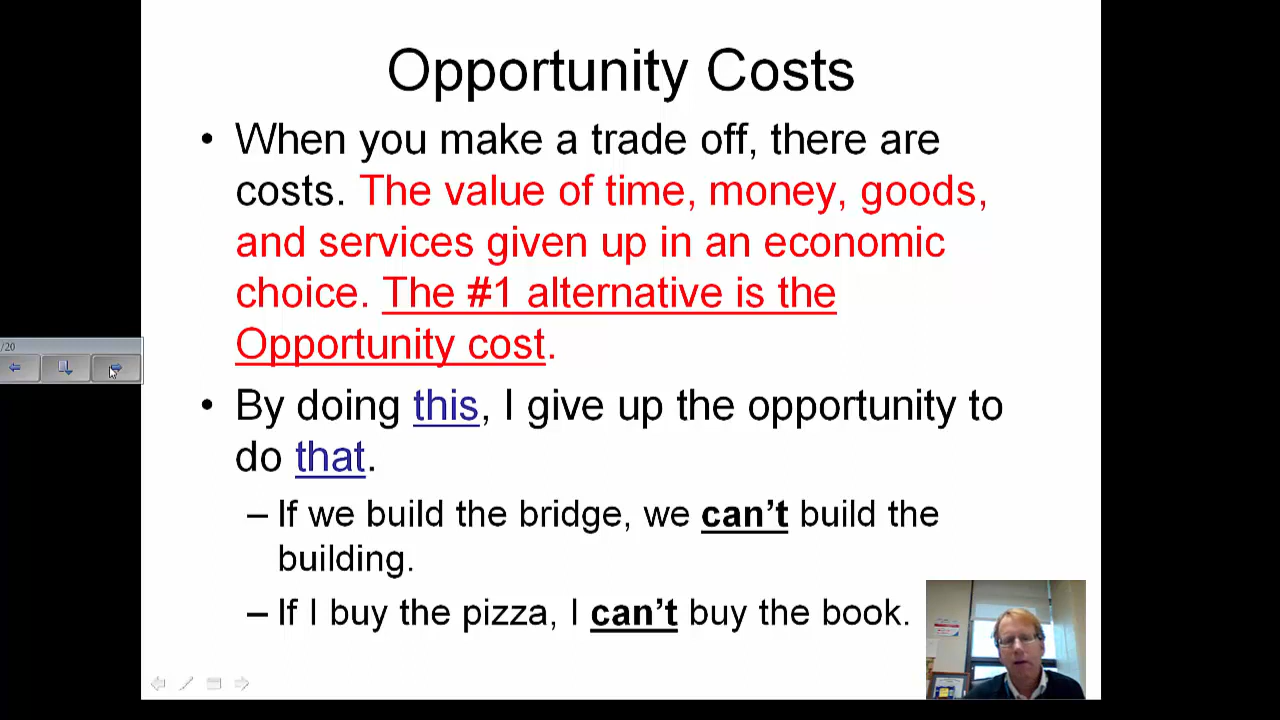 Opportunity Costs
• When you make a trade off, there are
costs. The value of time, money, goods,
and services given up in an economic
choice. The #1 alternative is the
Opportunity cost.
/20
• By doing this, I give up the opportunity to
do that.
– If we build the bridge, we can't build the
building.
– If I buy the pizza, I can't buy the book.